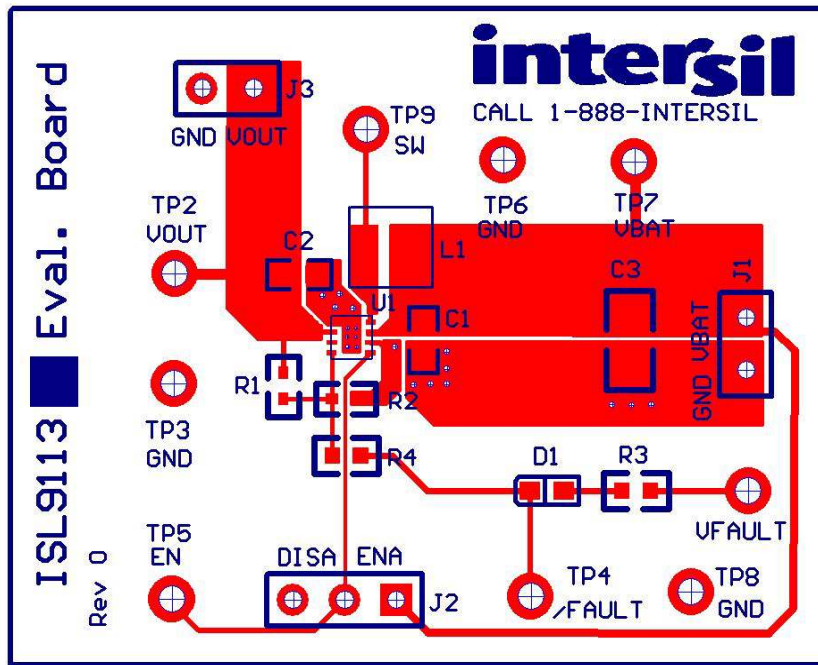 intersil
CALL 1-888-INTERSIL
ISL9113 Eval. Board
Rev 0
J3
GND VOUT
TP9
SW
TP6
GND
TP7
VBAT
TP2
VOUT
C2
L1
U1
C1
C3
J1
GND VBAT
R1
R2
TP3
GND
R4
D1
R3
VFAULT
TP5
EN
DISA ENA
J2
TP4
/FAULT
TP8
GND